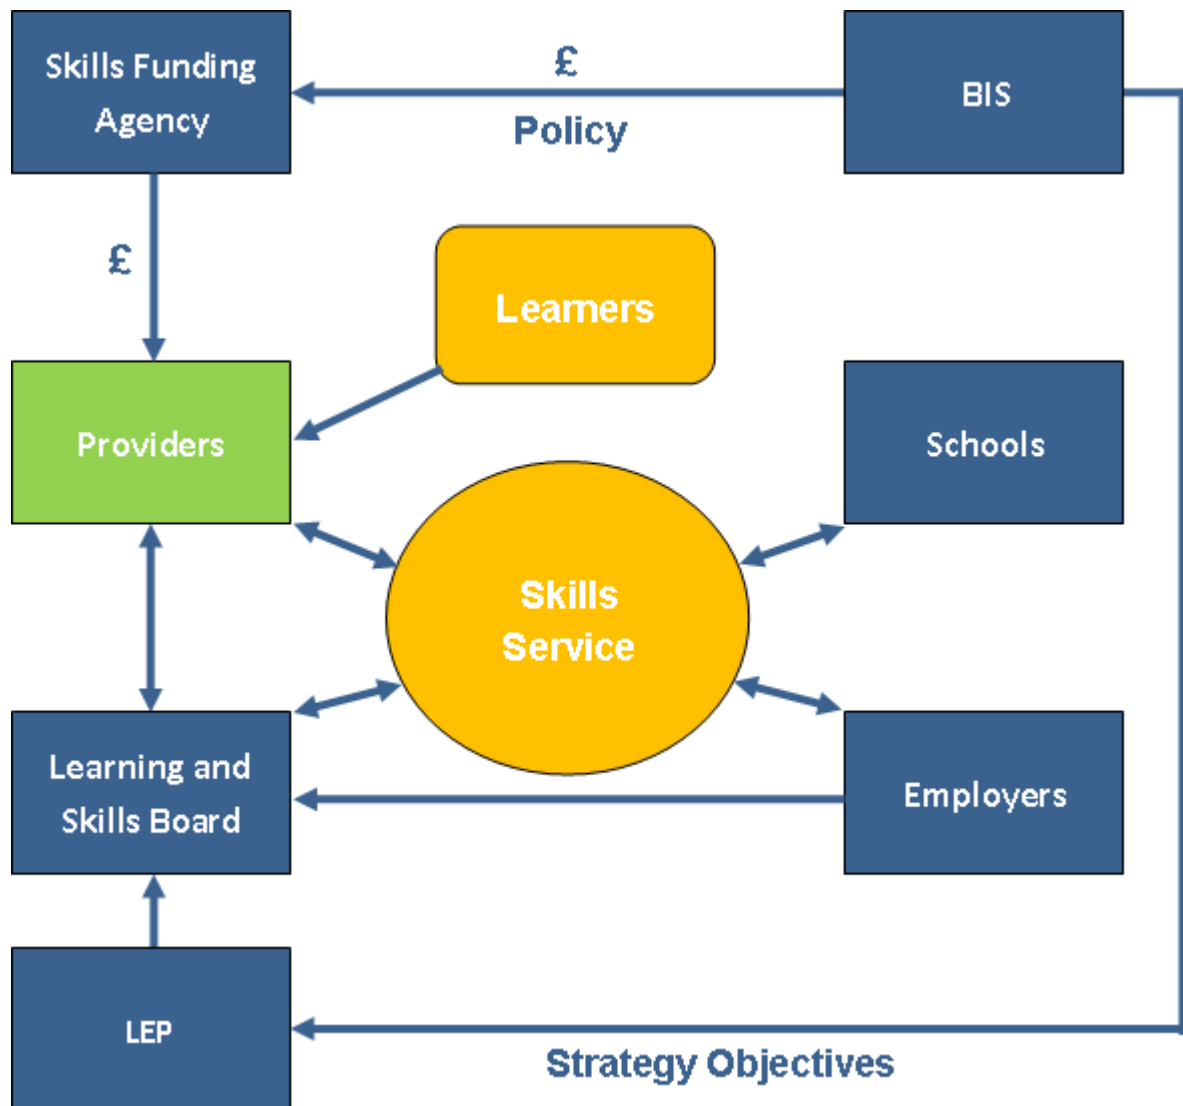 Skills Funding
Agency
£
Policy
BIS
£
Learners
Providers
Schools
Skills
Service
Learning and
Skills Board
Employers
LEP
Strategy Objectives